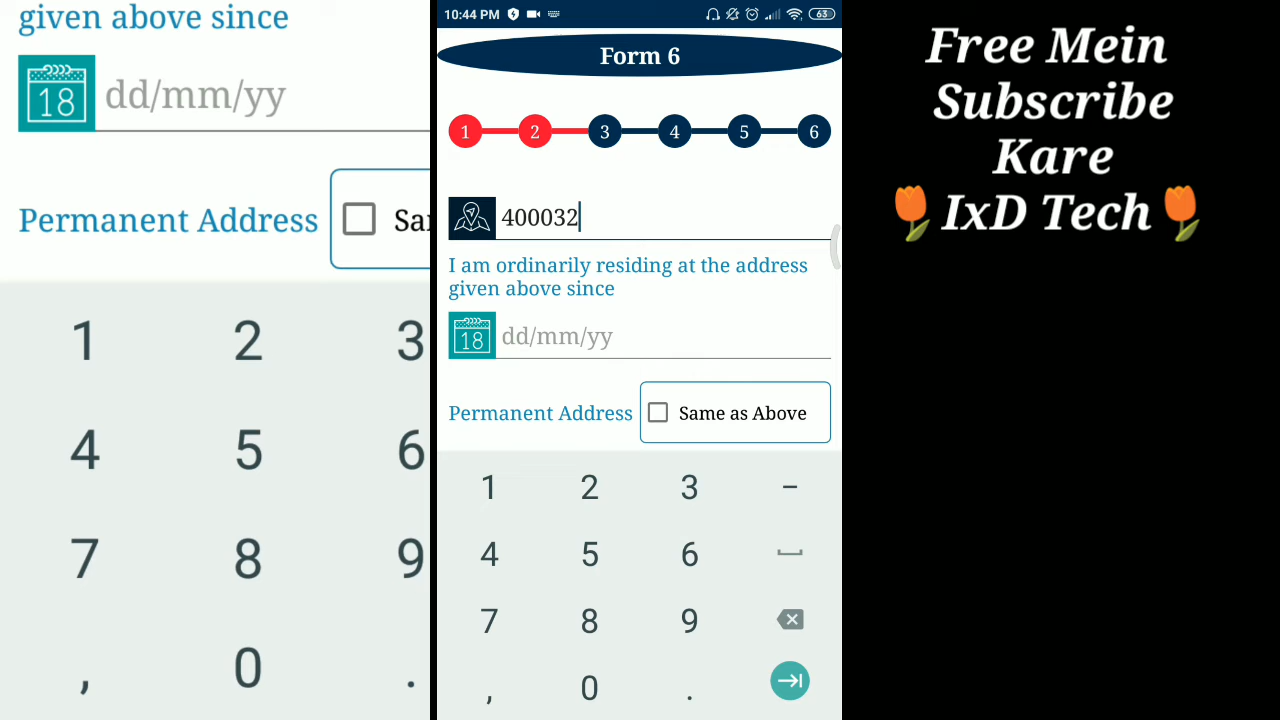 given above since
18 dd/mm/yy
Permanent Address
1 2 3
4 5 6
7 8 9
, 0 .
10:44 PM 63
Form 6
1 2 3 4 5 6
400032
I am ordinarily residing at the address
given above since
18 dd/mm/yy
Permanent Address Same as Above
1 2 3 -
4 5 6
7 8 9
, 0 .
Free Mein
Subscribe
Kare
🌷IxD Tech🌷